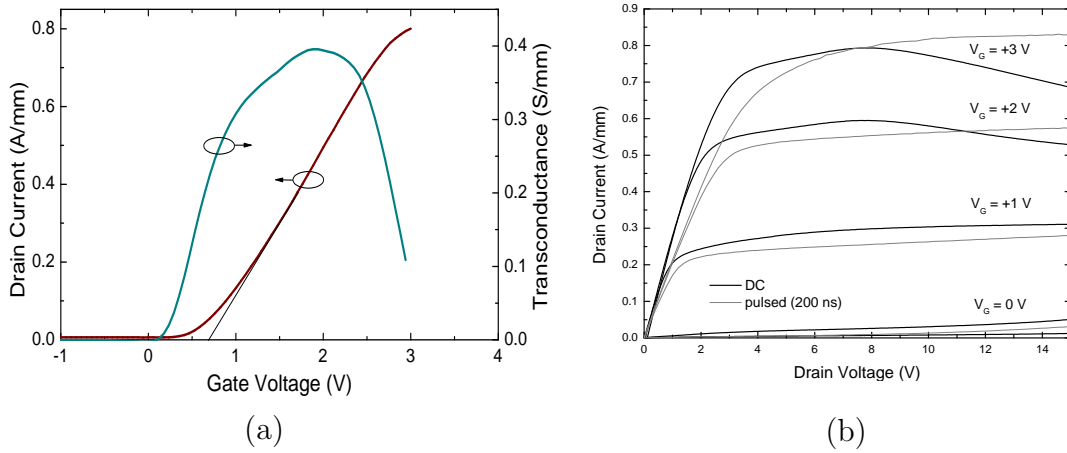 0.8
0.6
0.4
0.2
0.0
Drain Current (A/mm)
0.4
0.3
0.2
0.1
0.0
Transconductance (S/mm)
-1 0 1 2 3 4
Gate Voltage (V)
(a)
0.9
0.8
0.7
0.6
0.5
0.4
0.3
0.2
0.1
0.0
Drain Current (A/mm)
V_G = +3 V
V_G = +2 V
V_G = +1 V
DC
pulsed (200 ns)
V_G = 0 V
0 2 4 6 8 10 12 14
Drain Voltage (V)
(b)